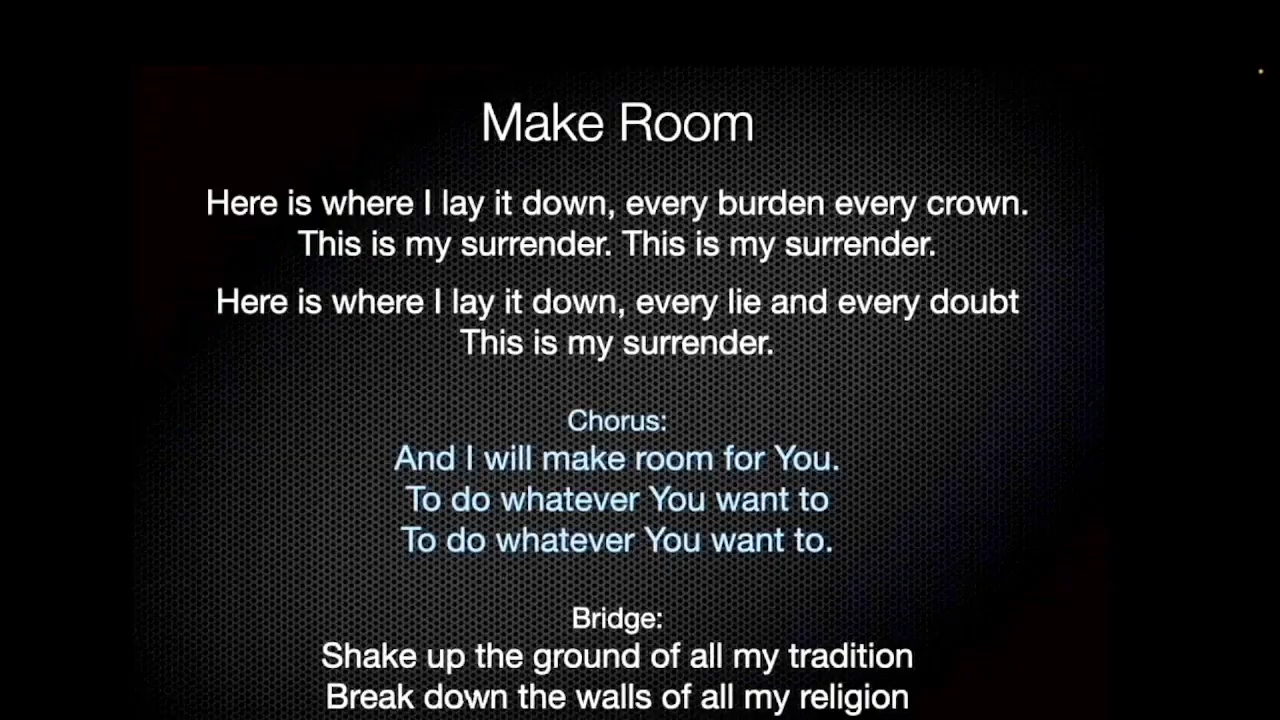 Make Room
Here is where I lay it down, every burden every crown.
This is my surrender. This is my surrender.
Here is where I lay it down, every lie and every doubt
This is my surrender.
Chorus:
And I will make room for You.
To do whatever You want to
To do whatever You want to.
Bridge:
Shake up the ground of all my tradition
Break down the walls of all my religion